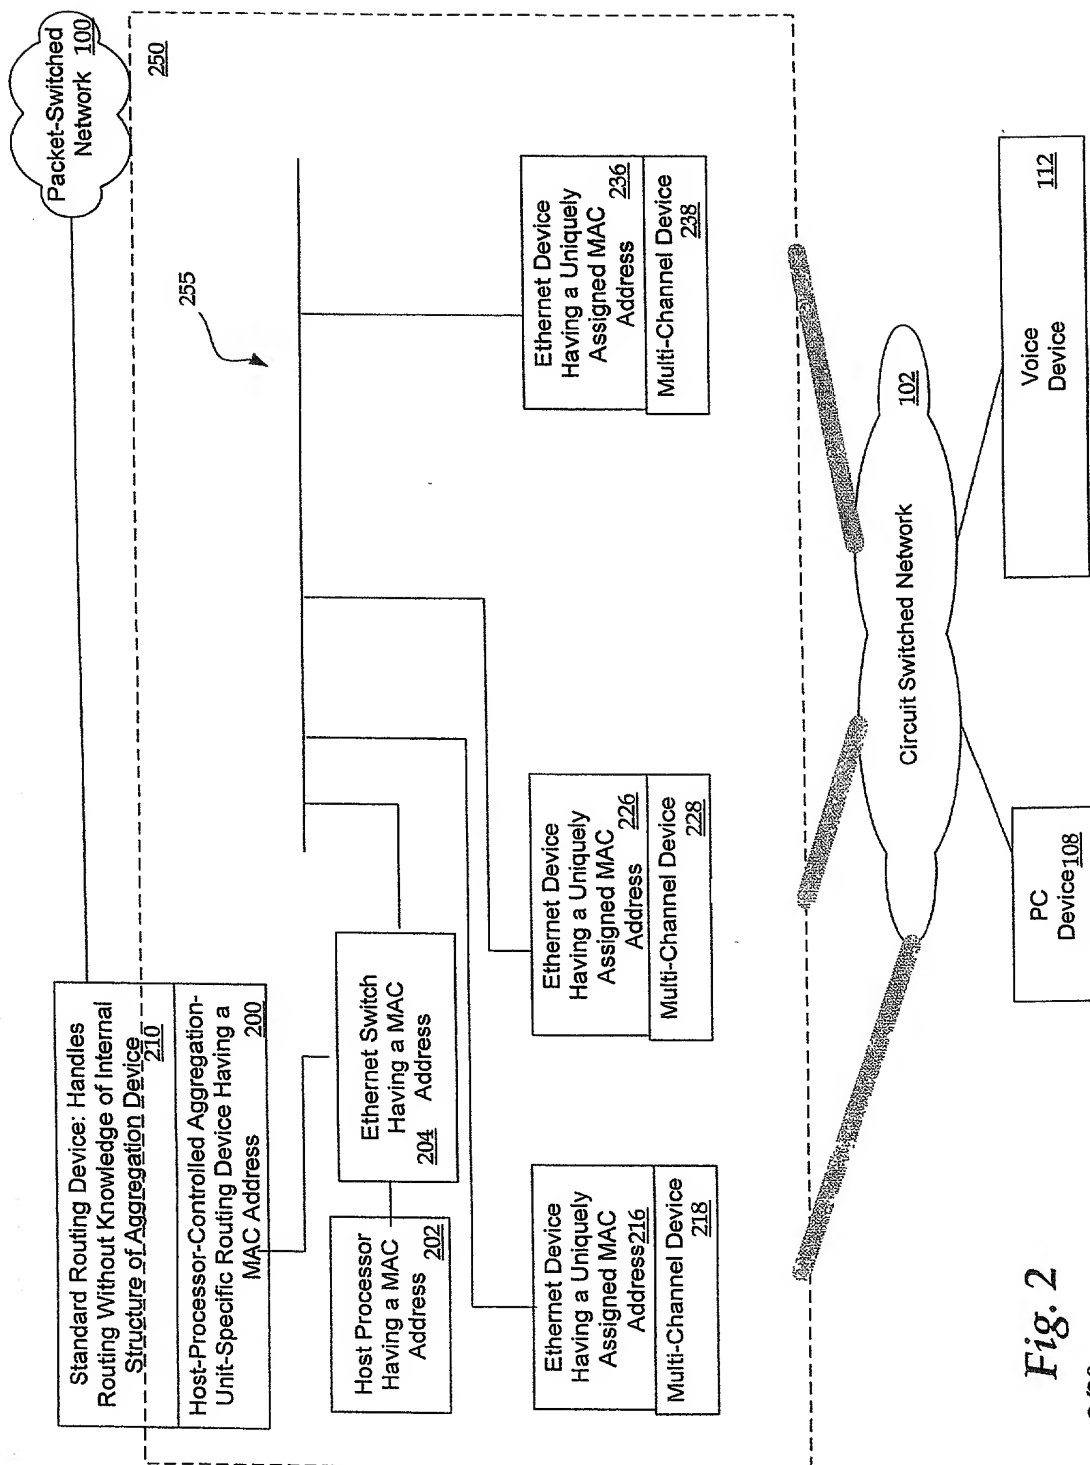 Packet-Switched
Network 100
250
255
Standard Routing Device: Handles
Routing Without Knowledge of Internal
Structure of Aggregation Device
210
Host-Processor-Controlled Aggregation-
Unit-Specific Routing Device Having a
MAC Address
200
Host Processor
Having a MAC
Address
202
Ethernet Switch
Having a MAC
204 Address
Ethernet Device
Having a Uniquely
Assigned MAC
Address216
Multi-Channel Device
218
Ethernet Device
Having a Uniquely
Assigned MAC
Address
226
Multi-Channel Device
228
Ethernet Device
Having a Uniquely
Assigned MAC
Address
236
Multi-Channel Device
238
Circuit Switched Network
102
PC
Device108
Voice
Device
112
Fig. 2